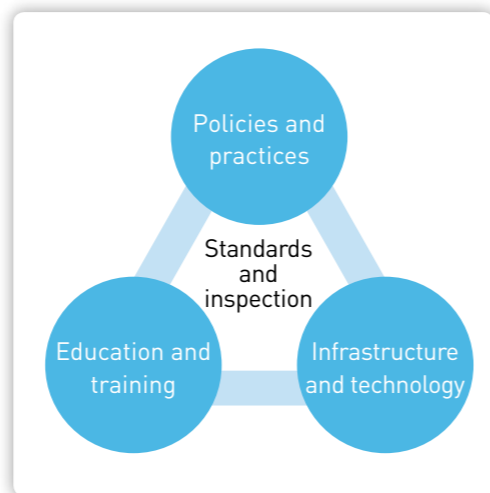 Policies and
practices
Standards
and
inspection
Education and
training
Infrastructure
and technology